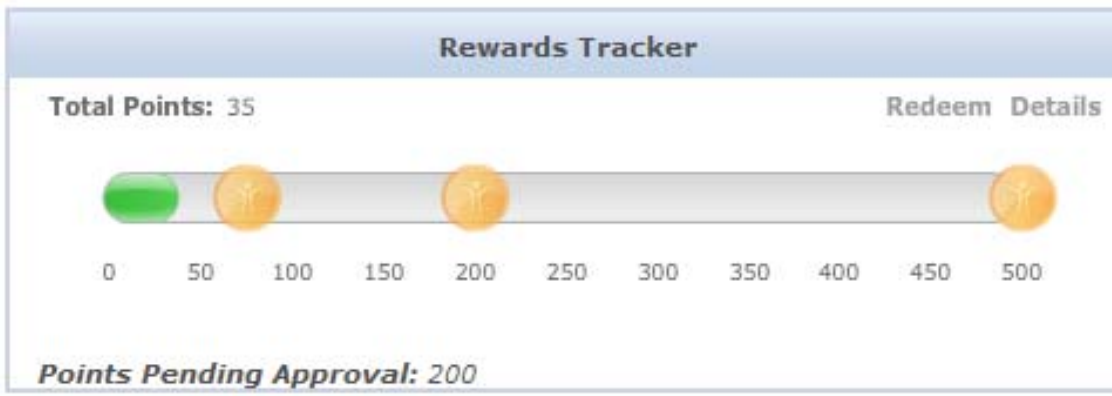 Rewards Tracker
Total Points: 35 Redeem Details
0 50 100 150 200 250 300 350 400 450 500
Points Pending Approval: 200